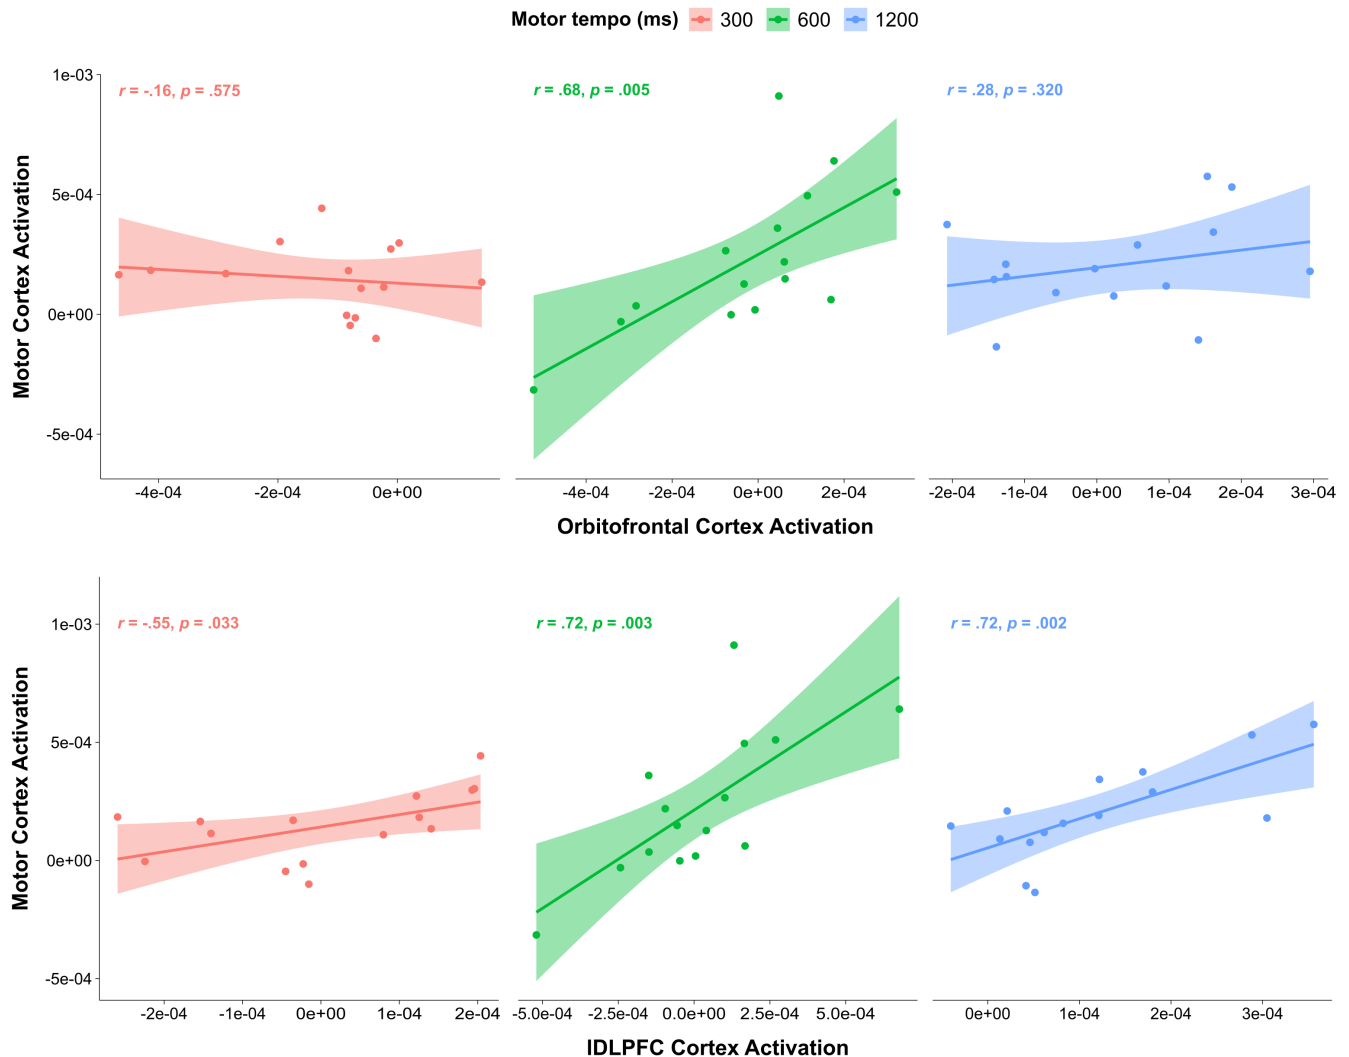 Motor tempo (ms) 300 600 1200
1e-03
5e-04
0e+00
-5e-04
Motor Cortex Activation
r = -.16, p = .575
r = .68, p = .005
r = .28, p = .320
-4e-04 -2e-04 0e+00
-4e-04 -2e-04 0e+00 2e-04
-2e-04 -1e-04 0e+00 1e-04 2e-04 3e-04
Orbitofrontal Cortex Activation
1e-03
5e-04
0e+00
-5e-04
Motor Cortex Activation
r = -.55, p = .033
r = .72, p = .003
r = .72, p = .002
-2e-04 -1e-04 0e+00 1e-04 2e-04
-5.0e-04 -2.5e-04 0.0e+00 2.5e-04 5.0e-04
0e+00 1e-04 2e-04 3e-04
lDLPFC Cortex Activation